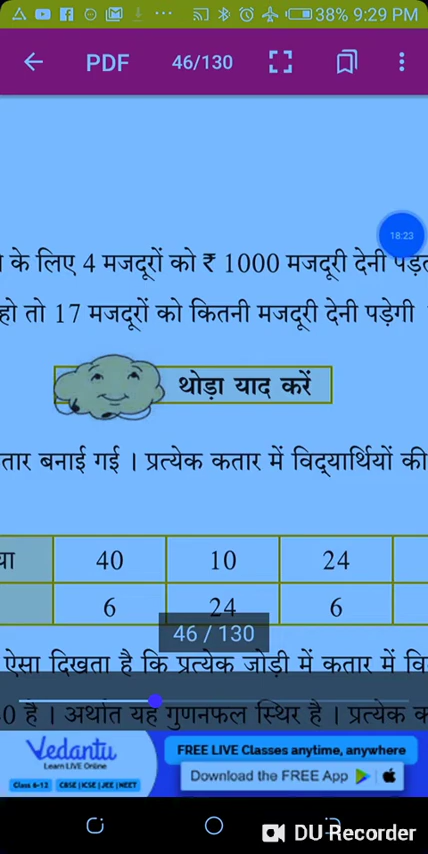 38% 9:29 PM
PDF 46/130
18:23
के लिए 4 मजदूरों को ₹ 1000 मजदूरी देनी
हो तो 17 मजदूरों को कितनी मजदूरी देनी पड़ेगी
थोड़ा याद करें
तार बनाई गई । प्रत्येक कतार में विद्यार्थियों की
या 40 10 24
6 24 6
46 / 130
ऐसा दिखता है कि प्रत्येक जोड़ी में कतार में वि
0 है । अर्थात यह गुणनफल स्थिर है । प्रत्येक क
Vedantu
Learn LIVE Online
Class 6-12 CBSE | ICSE | JEE | NEET
FREE LIVE Classes anytime, anywhere
Download the FREE App
DU Recorder